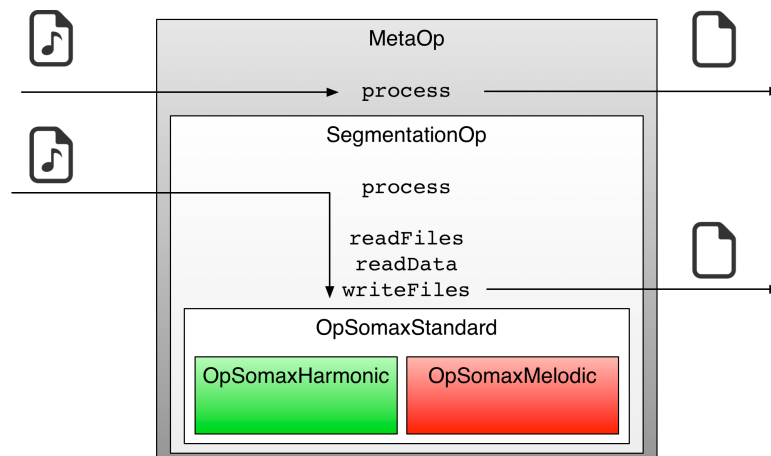 MetaOp
process
SegmentationOp
process
readFiles
readData
writeFiles
OpSomaxStandard
OpSomaxHarmonic OpSomaxMelodic